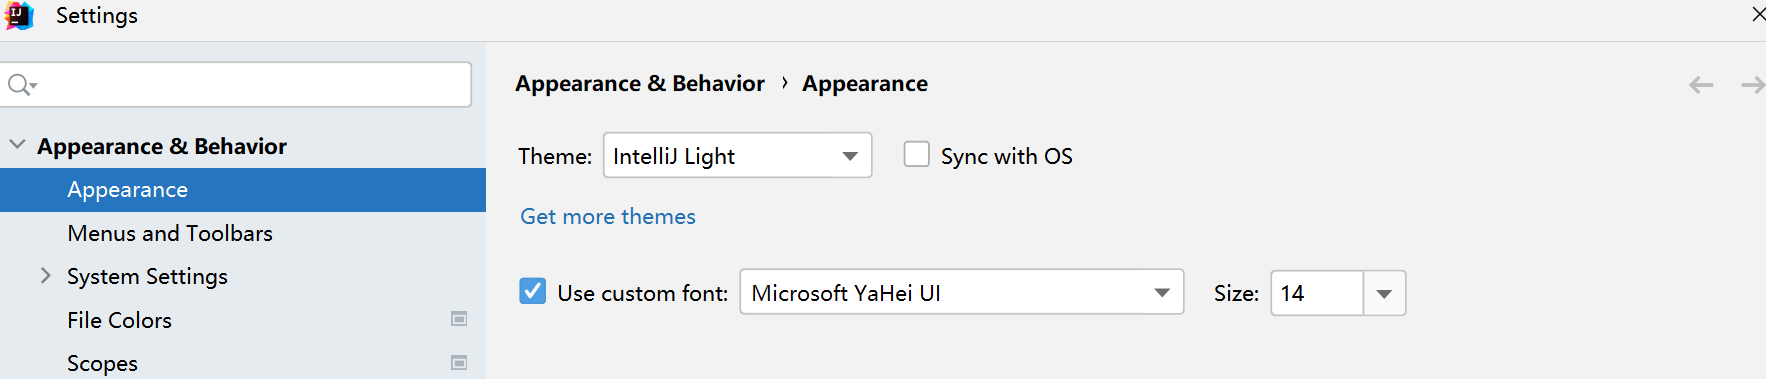 IJ
Settings
Appearance & Behavior
Appearance
Menus and Toolbars
System Settings
File Colors
Scopes
Appearance & Behavior › Appearance
Theme: IntelliJ Light Sync with OS
Get more themes
Use custom font: Microsoft YaHei UI Size: 14